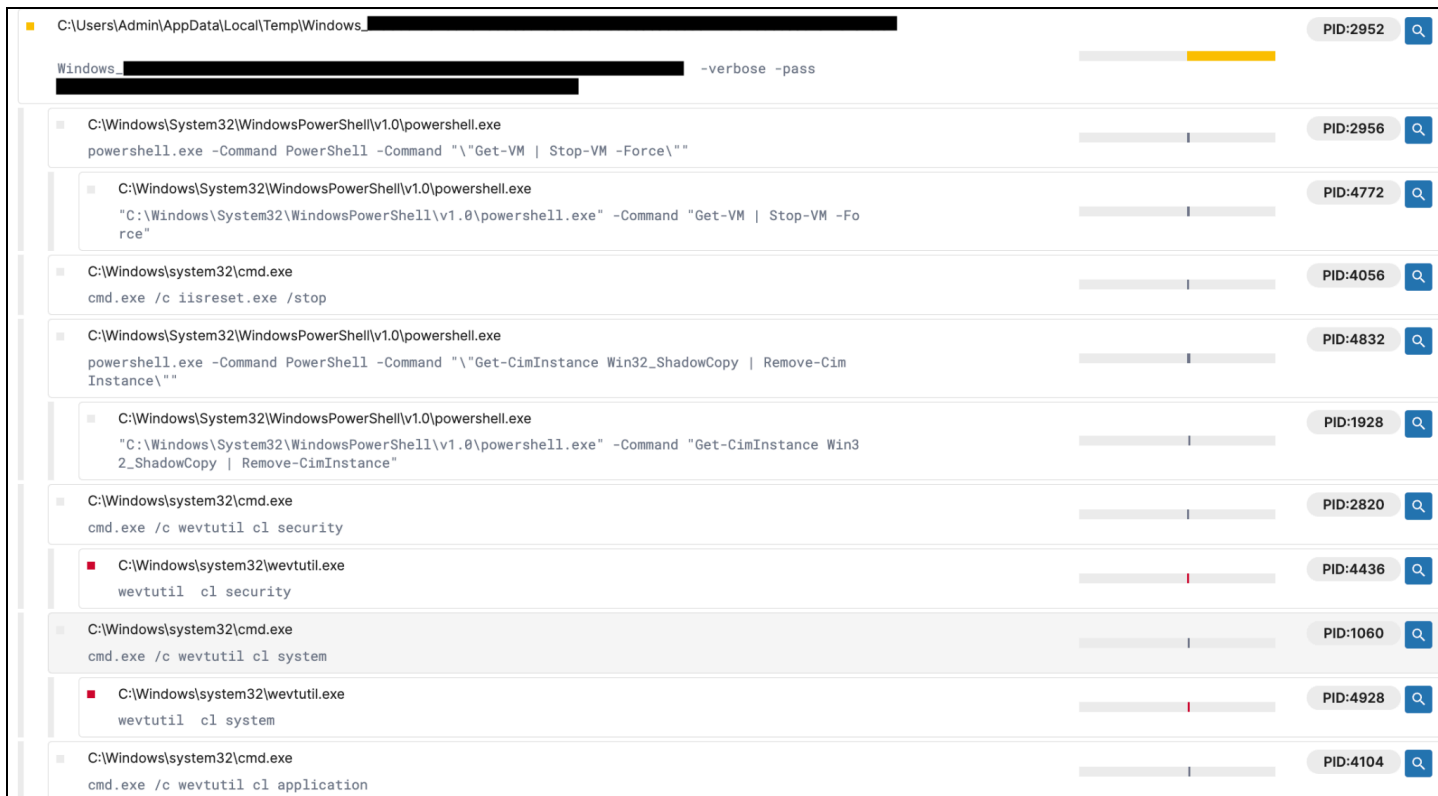 C:\Users\Admin\AppData\Local\Temp\Windows_
PID:2952
Windows_ -verbose -pass
C:\Windows\System32\WindowsPowerShell\v1.0\powershell.exe
PID:2956
powershell.exe -Command PowerShell -Command "\"Get-VM | Stop-VM -Force\""
C:\Windows\System32\WindowsPowerShell\v1.0\powershell.exe
PID:4772
"C:\Windows\System32\WindowsPowerShell\v1.0\powershell.exe" -Command "Get-VM | Stop-VM -Fo
rce"
C:\Windows\system32\cmd.exe
PID:4056
cmd.exe /c iisreset.exe /stop
C:\Windows\System32\WindowsPowerShell\v1.0\powershell.exe
PID:4832
powershell.exe -Command PowerShell -Command "\"Get-CimInstance Win32_ShadowCopy | Remove-Cim
Instance\""
C:\Windows\System32\WindowsPowerShell\v1.0\powershell.exe
PID:1928
"C:\Windows\System32\WindowsPowerShell\v1.0\powershell.exe" -Command "Get-CimInstance Win3
2_ShadowCopy | Remove-CimInstance"
C:\Windows\system32\cmd.exe
PID:2820
cmd.exe /c wevtutil cl security
C:\Windows\system32\wevtutil.exe
PID:4436
wevtutil  cl security
C:\Windows\system32\cmd.exe
PID:1060
cmd.exe /c wevtutil cl system
C:\Windows\system32\wevtutil.exe
PID:4928
wevtutil  cl system
C:\Windows\system32\cmd.exe
PID:4104
cmd.exe /c wevtutil cl application